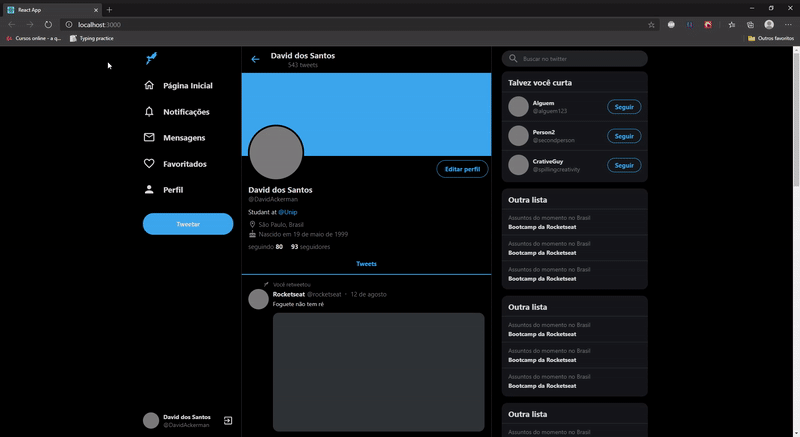 React App
localhost:3000
Cursos online - a q...
Typing practice
Outros favoritos
Página Inicial
Notificações
Mensagens
Favoritados
Perfil
Tweetar
David dos Santos
@DavidAckerman
David dos Santos
543 tweets
Editar perfil
David dos Santos
@DavidAckerman
Studant at @Unip
São Paulo, Brasil
Nascido em 19 de maio de 1999
seguindo 80 93 seguidores
Tweets
Você retweetou
Rocketseat @rocketseat · 12 de agosto
Foguete não tem ré
Buscar no twitter
Talvez você curta
Alguem
@alguem123
Seguir
Person2
@secondperson
Seguir
CrativeGuy
@spillingcreativity
Seguir
Outra lista
Assuntos do momento no Brasil
Bootcamp da Rocketseat
Assuntos do momento no Brasil
Bootcamp da Rocketseat
Assuntos do momento no Brasil
Bootcamp da Rocketseat
Outra lista
Assuntos do momento no Brasil
Bootcamp da Rocketseat
Assuntos do momento no Brasil
Bootcamp da Rocketseat
Assuntos do momento no Brasil
Bootcamp da Rocketseat
Outra lista
Assuntos do momento no Brasil